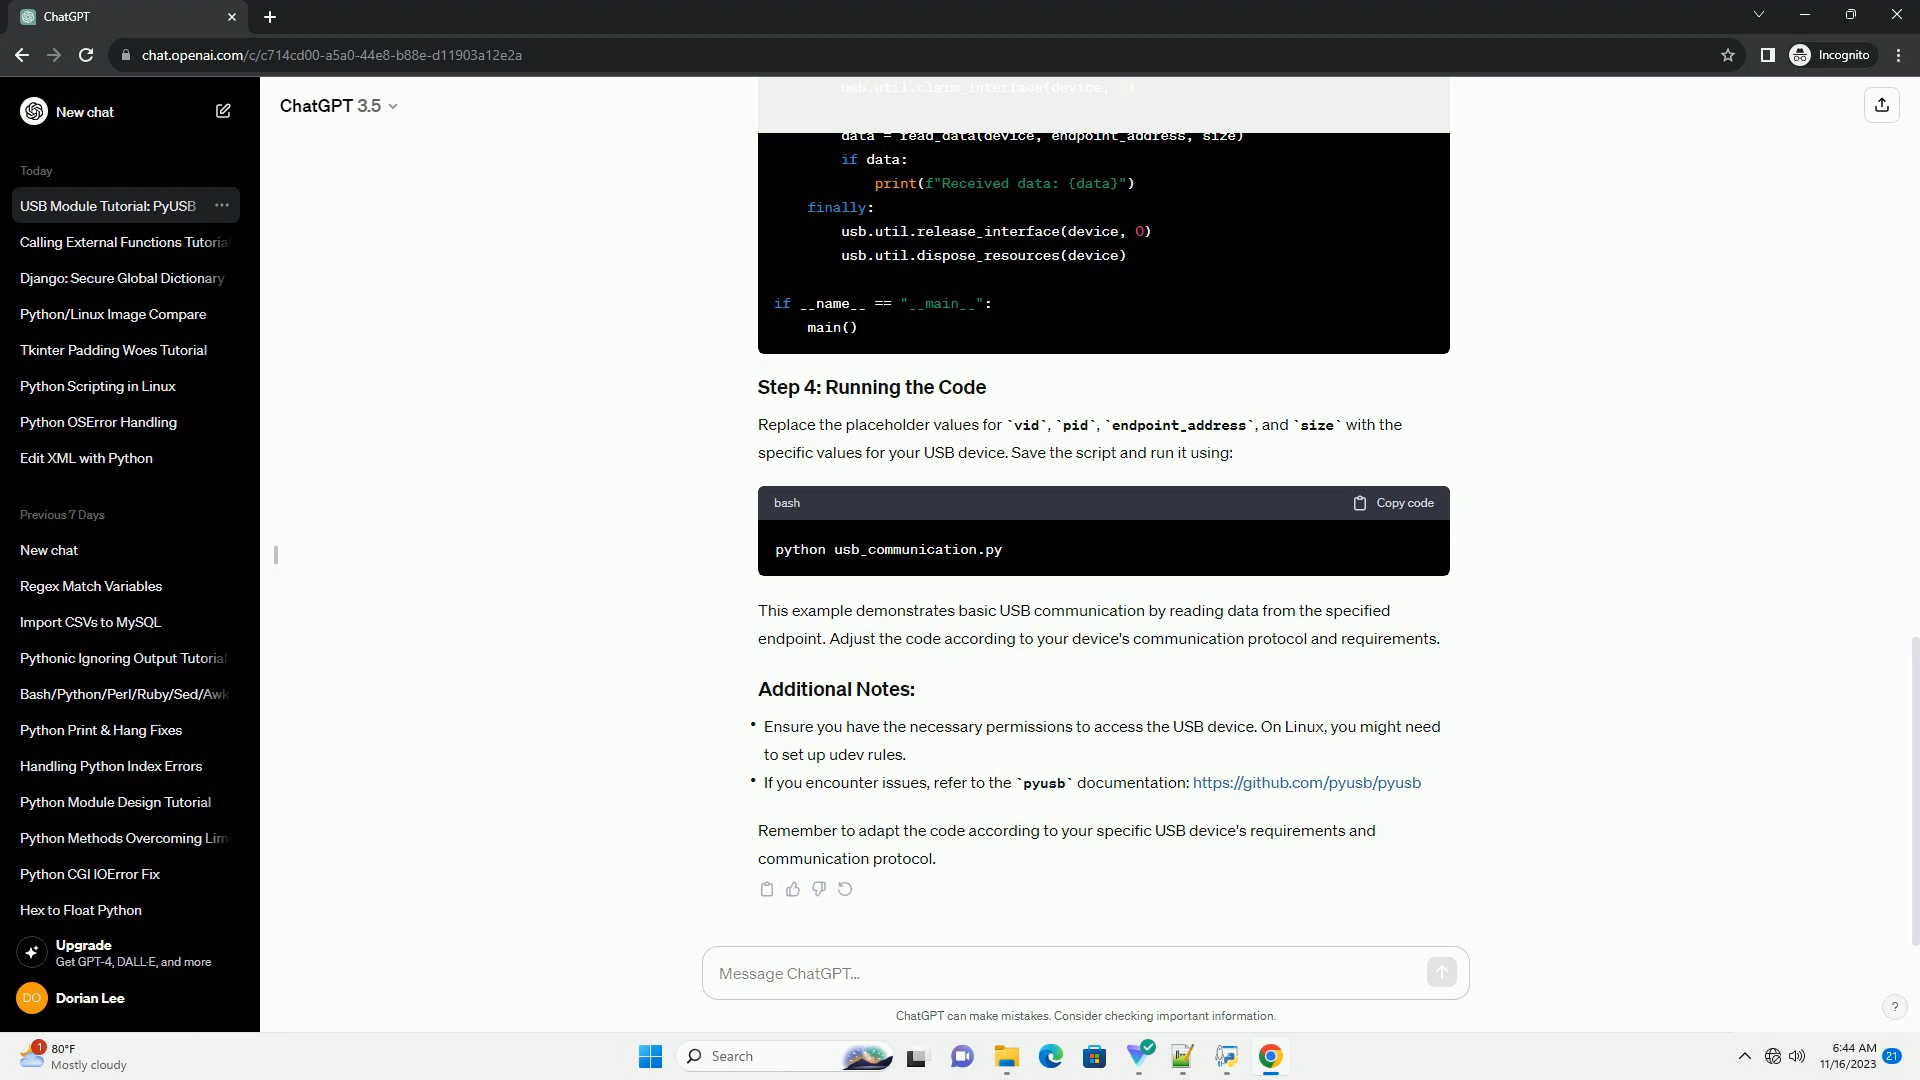 ChatGPT
chat.openai.com/c/c714cd00-a5a0-44e8-b88e-d11903a12e2a
Incognito
New chat
Today
USB Module Tutorial: PyUSB
Calling External Functions Tutoria
Django: Secure Global Dictionary
Python/Linux Image Compare
Tkinter Padding Woes Tutorial
Python Scripting in Linux
Python OSError Handling
Edit XML with Python
Previous 7 Days
New chat
Regex Match Variables
Import CSVs to MySQL
Pythonic Ignoring Output Tutorial
Bash/Python/Perl/Ruby/Sed/Awk
Python Print & Hang Fixes
Handling Python Index Errors
Python Module Design Tutorial
Python Methods Overcoming Lim
Python CGI IOError Fix
Hex to Float Python
Upgrade
Get GPT-4, DALL·E, and more
DO
Dorian Lee
ChatGPT 3.5
usb.util.claim_interface(device,
data = read_data(device, endpoint_address, size)
if data:
print(f"Received data: {data}")
finally:
usb.util.release_interface(device, 0)
usb.util.dispose_resources(device)
if __name__ == "__main__":
main()
Step 4: Running the Code
Replace the placeholder values for `vid`, `pid`, `endpoint_address`, and `size` with the
specific values for your USB device. Save the script and run it using:
bash
Copy code
python usb_communication.py
This example demonstrates basic USB communication by reading data from the specified
endpoint. Adjust the code according to your device's communication protocol and requirements.
Additional Notes:
• Ensure you have the necessary permissions to access the USB device. On Linux, you might need
to set up udev rules.
• If you encounter issues, refer to the `pyusb` documentation: https://github.com/pyusb/pyusb
Remember to adapt the code according to your specific USB device's requirements and
communication protocol.
Message ChatGPT...
ChatGPT can make mistakes. Consider checking important information.
?
1
80°F
Mostly cloudy
Search
6:44 AM
11/16/2023
21